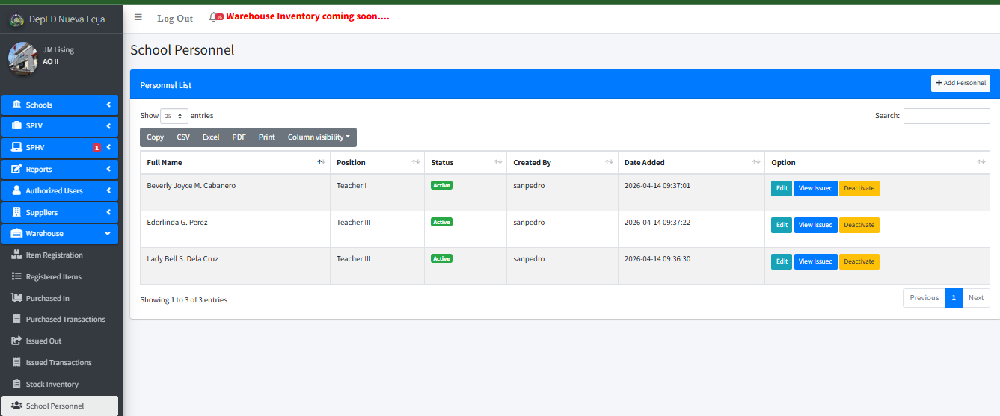 DepED Nueva Ecija
Log Out
36 Warehouse Inventory coming soon....
JM Lising
AO II
Schools
SPLV
SPHV 1
Reports
Authorized Users
Suppliers
Warehouse
Item Registration
Registered Items
Purchased In
Purchased Transactions
Issued Out
Issued Transactions
Stock Inventory
School Personnel
School Personnel
Personnel List
Add Personnel
Show 25 entries
Search:
Copy CSV Excel PDF Print Column visibility
Full Name Position Status Created By Date Added Option
Beverly Joyce M. Cabanero Teacher I Active sanpedro 2026-04-14 09:37:01 Edit View Issued Deactivate
Ederlinda G. Perez Teacher III Active sanpedro 2026-04-14 09:37:22 Edit View Issued Deactivate
Lady Bell S. Dela Cruz Teacher III Active sanpedro 2026-04-14 09:36:30 Edit View Issued Deactivate
Showing 1 to 3 of 3 entries
Previous 1 Next